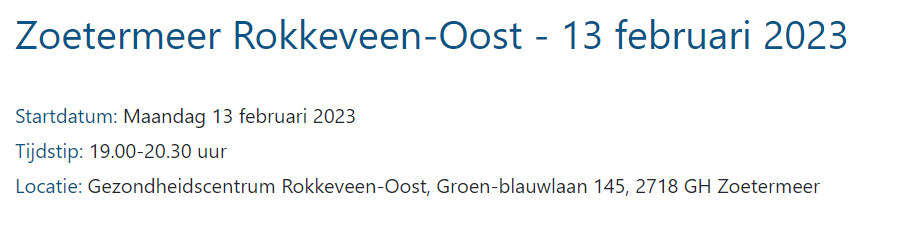 Zoetermeer Rokkeveen-Oost - 13 februari 2023
Startdatum: Maandag 13 februari 2023
Tijdstip: 19.00-20.30 uur
Locatie: Gezondheidscentrum Rokkeveen-Oost, Groen-blauwlaan 145, 2718 GH Zoetermeer